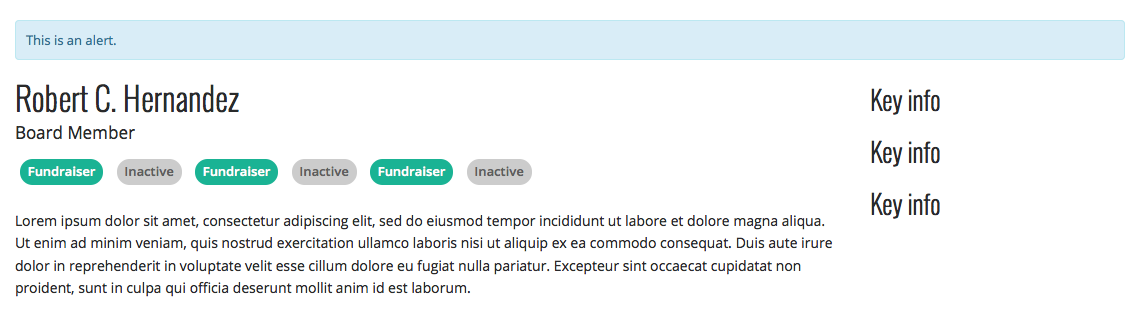 This is an alert.
Robert C. Hernandez
Board Member
Fundraiser Inactive Fundraiser Inactive Fundraiser Inactive
Lorem ipsum dolor sit amet, consectetur adipiscing elit, sed do eiusmod tempor incididunt ut labore et dolore magna aliqua.
Ut enim ad minim veniam, quis nostrud exercitation ullamco laboris nisi ut aliquip ex ea commodo consequat. Duis aute irure
dolor in reprehenderit in voluptate velit esse cillum dolore eu fugiat nulla pariatur. Excepteur sint occaecat cupidatat non
proident, sunt in culpa qui officia deserunt mollit anim id est laborum.
Key info
Key info
Key info